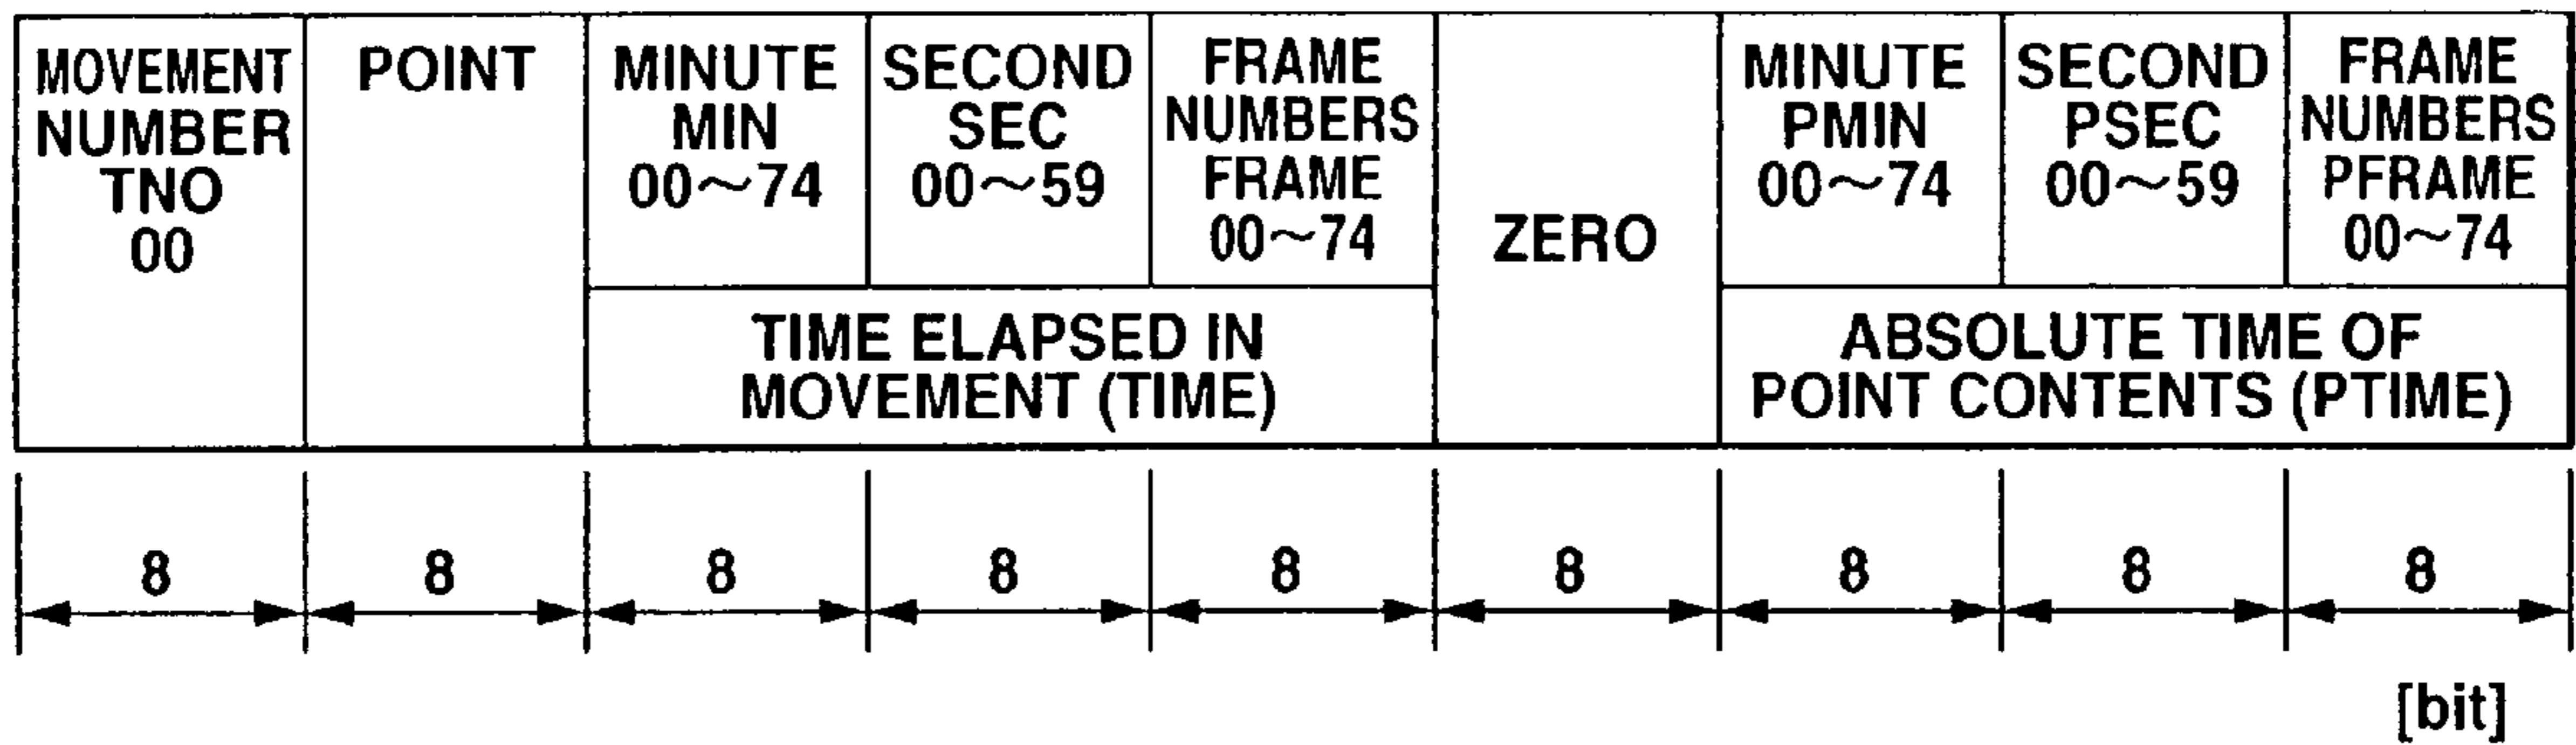 MOVEMENT
NUMBER
TNO
00
POINT
MINUTE
MIN
00～74
SECOND
SEC
00～59
FRAME
NUMBERS
FRAME
00～74
TIME ELAPSED IN
MOVEMENT (TIME)
ZERO
MINUTE
PMIN
00～74
SECOND
PSEC
00～59
FRAME
NUMBERS
PFRAME
00～74
ABSOLUTE TIME OF
POINT CONTENTS (PTIME)
8 8 8 8 8 8 8 8 8
[bit]